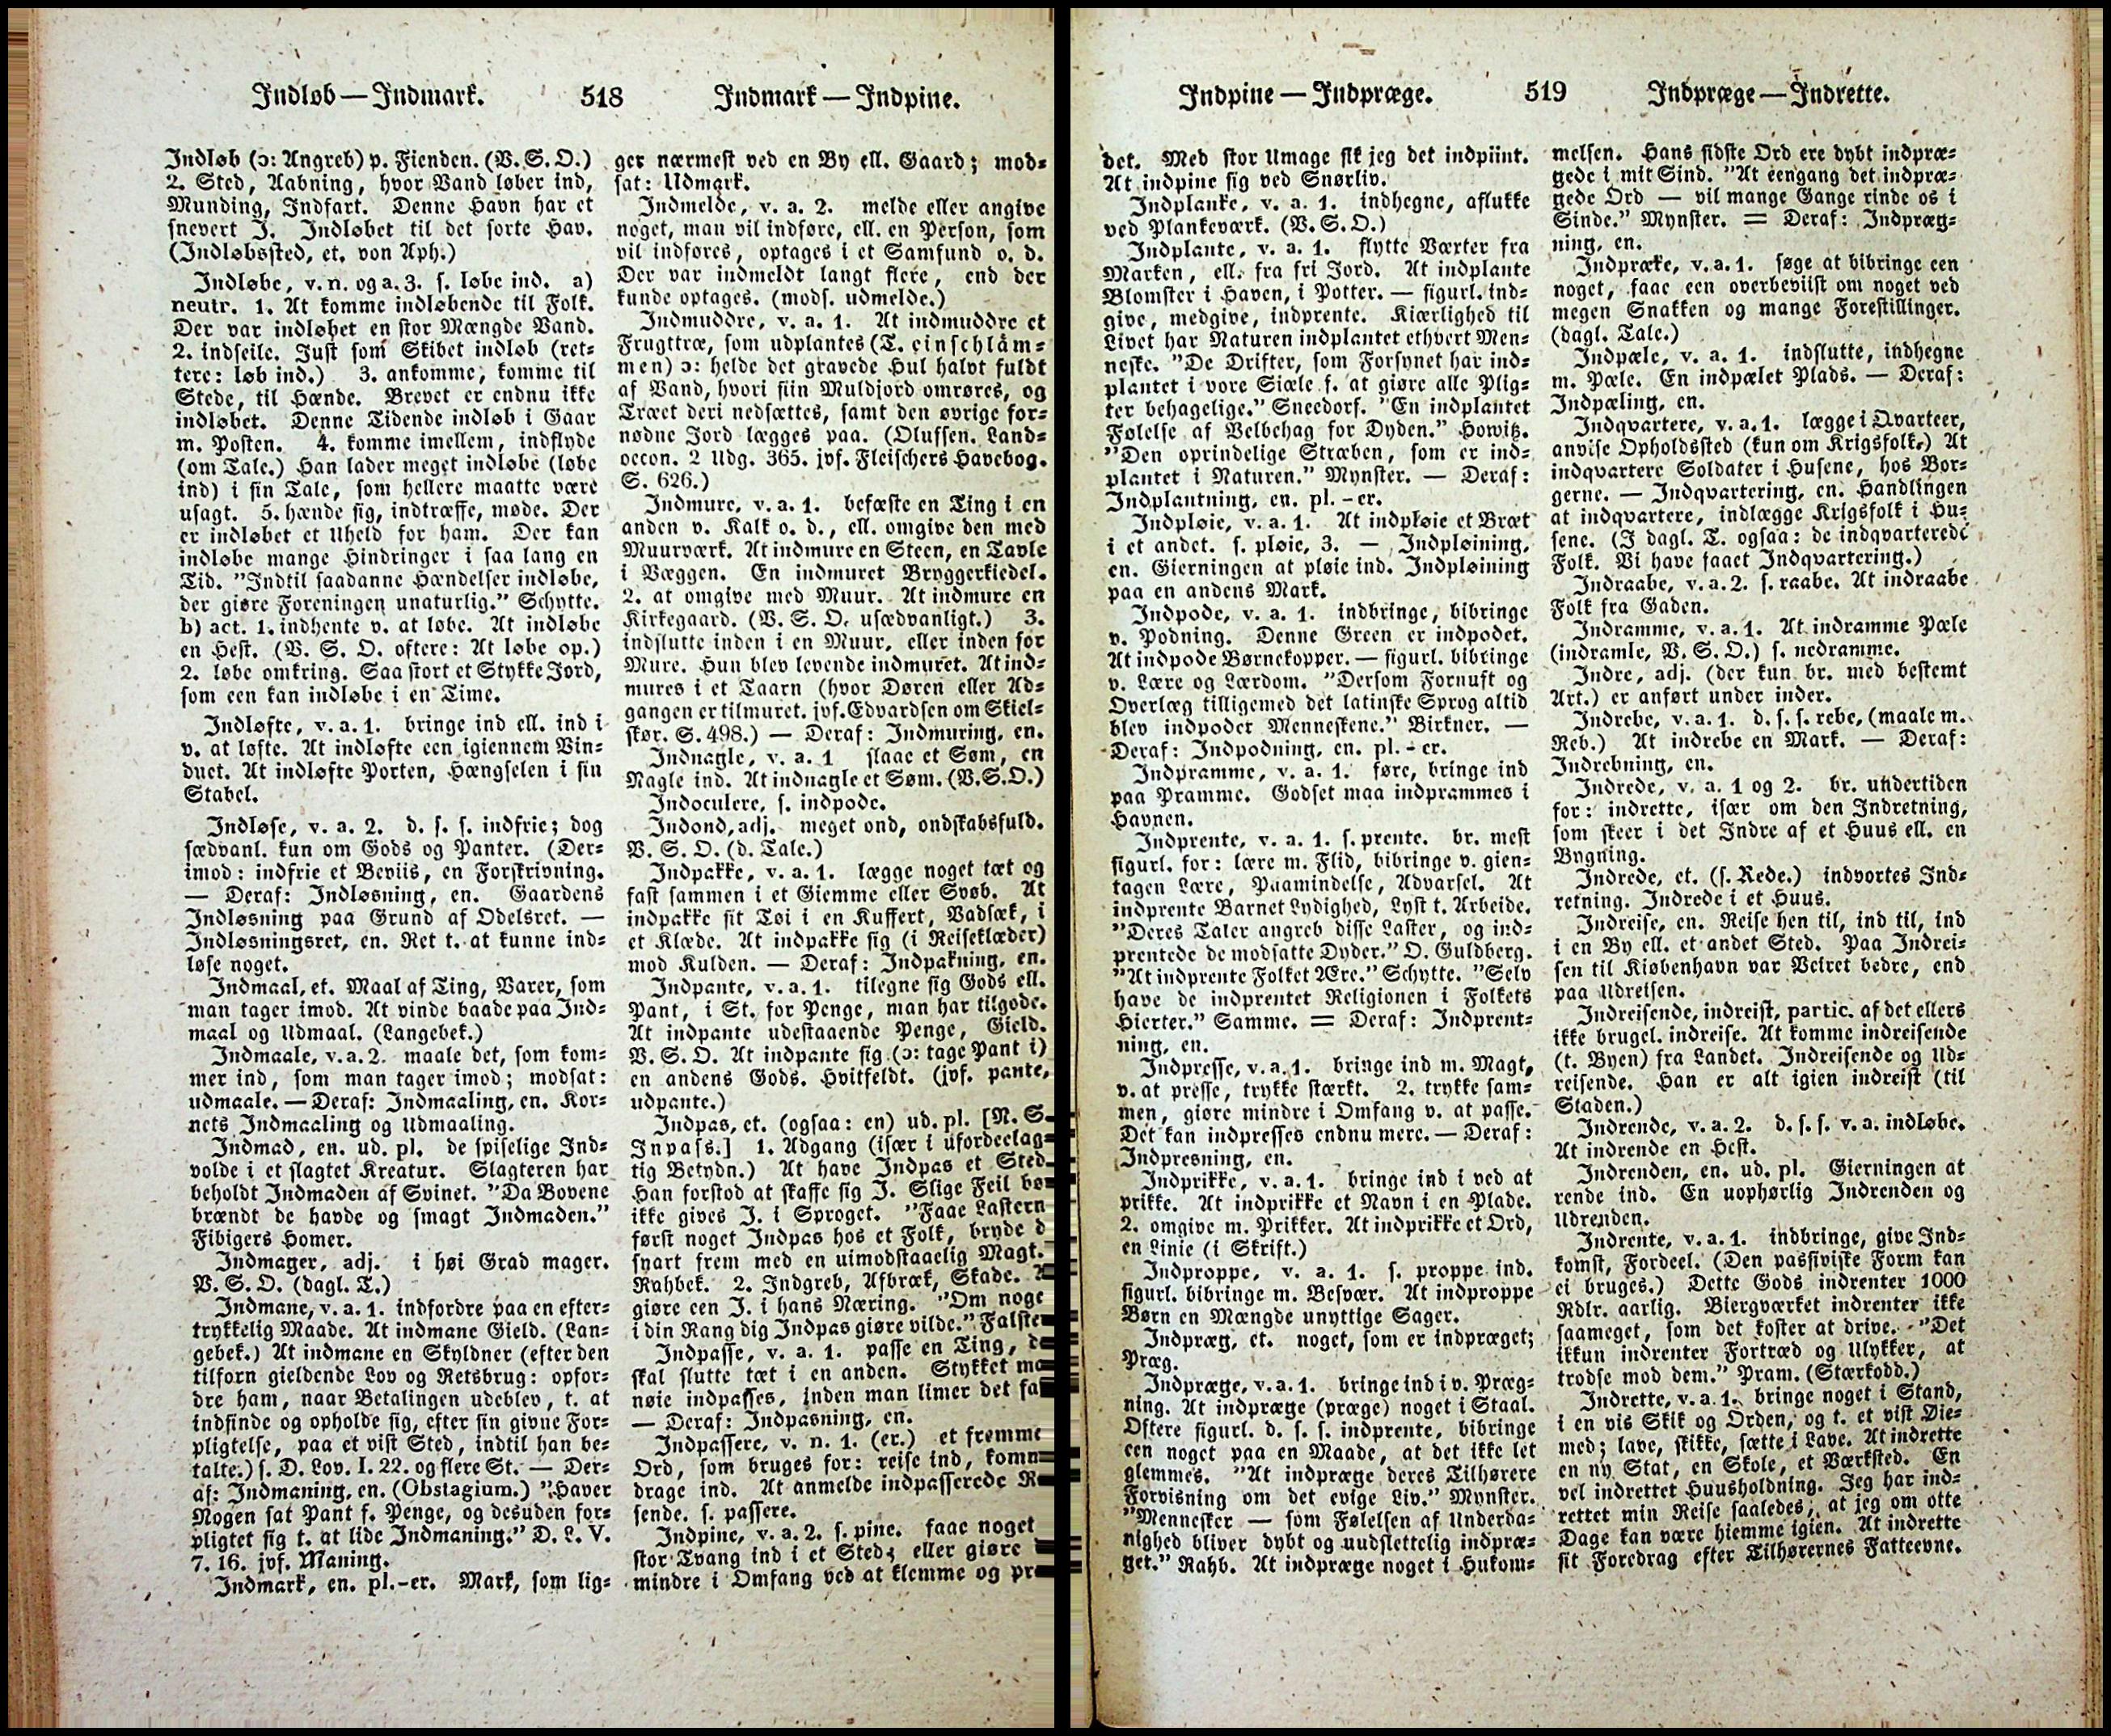 Indløb — Indmark. 518 Indmark — Indpine.
Indløb (ɔ: Angreb) p. Fienden. (V. S. O.)
2. Sted, Aabning, hvor Vand løber ind,
Munding, Indfart. Denne Havn har et
snevert I. Indløbet til det sorte Hav.
(Indløbssted, et. von Aph.)
Indløbe, v. n. og a. 3. s. løbe ind. a)
neutr. 1. At komme indløbende til Folk.
Der var indløbet en stor Mængde Vand.
2. indseile. Just som Skibet indløb (ret-
tere: løb ind.) 3. ankomme, komme til
Stede, til Hænde. Brevet er endnu ikke
indløbet. Denne Tidende indløb i Gaar
m. Posten. 4. komme imellem, indflyde
(om Tale.) Han lader meget indløbe (løbe
ind) i sin Tale, som hellere maatte være
usagt. 5. hænde sig, indtræffe, møde. Der
er indløbet et Uheld for ham. Der kan
indløbe mange Hindringer i saa lang en
Tid. "Indtil saadanne Hændelser indløbe,
der giøre Foreningen unaturlig." Schytte.
b) act. 1. indhente v. at løbe. At indløbe
en Hest. (V. S. O. oftere: At løbe op.)
2. løbe omkring. Saa stort et Stykke Jord,
som een kan indløbe i en Time.
Indløfte, v. a. 1. bringe ind ell. ind i
v. at løfte. At indløfte een igiennem Vin-
duet. At indløfte Porten, Hængselen i sin
Stabel.
Indløse, v. a. 2. d. s. s. indfrie; dog
sædvanl. kun om Gods og Panter. (Der-
imod: indfrie et Beviis, en Forskrivning.
— Deraf: Indløsning, en. Gaardens
Indløsning paa Grund af Odelsret. —
Indløsningsret, en. Ret t. at kunne ind-
løse noget.
Indmaal, et. Maal af Ting, Varer, som
man tager imod. At vinde baade paa Ind-
maal og Udmaal. (Langebek.)
Indmaale, v. a. 2. maale det, som kom-
mer ind, som man tager imod; modsat:
udmaale. — Deraf: Indmaaling, en. Kor-
nets Indmaaling og Udmaaling.
Indmad, en. ud. pl. de spiselige Ind-
volde i et slagtet Kreatur. Slagteren har
beholdt Indmaden af Svinet. "Da Bovene
brændt de havde og smagt Indmaden."
Fibigers Homer.
Indmager, adj. i høi Grad mager.
V. S. O. (dagl. T.)
Indmane, v. a. 1. indfordre paa en efter-
trykkelig Maade. At indmane Gield. (Lan-
gebek.) At indmane en Skyldner (efter den
tilforn gieldende Lov og Retsbrug: opfor-
dre ham, naar Betalingen udeblev, t. at
indfinde og opholde sig, efter sin givne For-
pligtelse, paa et vist Sted, indtil han be-
talte.) s. D. Lov. I. 22. og flere St. — Der-
af: Indmaning, en. (Obstagium.) "Haver
Nogen sat Pant f. Penge, og desuden for-
pligtet sig t. at lide Indmaning." D. L. V.
7. 16. jvf. Maning.
Indmark, en. pl.-er. Mark, som lig-
ger nærmest ved en By ell. Gaard; mod-
sat: Udmark.
Indmelde, v. a. 2. melde eller angive
noget, man vil indføre, ell. en Person, som
vil indføres, optages i et Samfund o. d.
Der var indmeldt langt flere, end der
kunde optages. (mods. udmelde.)
Indmuddre, v. a. 1. At indmuddre et
Frugttræ, som udplantes (T. einschläm-
men) ɔ: helde det gravede Hul halvt fuldt
af Vand, hvori fiin Muldjord omrøres, og
Træet deri nedsættes, samt den øvrige for-
nødne Jord lægges paa. (Olufsen. Land-
oecon. 2 Udg. 365. jvf. Fleischers Havebog.
S. 626.)
Indmure, v. a. 1. befæste en Ting i en
anden v. Kalk o. d., ell. omgive den med
Muurværk. At indmure en Steen, en Tavle
i Væggen. En indmuret Bryggerkiedel.
2. at omgive med Muur. At indmure en
Kirkegaard. (V. S. O. usædvanligt.) 3.
indslutte inden i en Muur, eller inden for
Mure. Hun blev levende indmuret. At ind-
mures i et Taarn (hvor Døren eller Ud-
gangen er tilmuret. jvf. Edvardsen om Skiel-
skør. S. 498.) — Deraf: Indmuring, en.
Indnagle, v. a. 1 slaae et Søm, en
Nagle ind. At indnagle et Søm. (V. S. O.)
Indoculere, s. indpode.
Indond, adj. meget ond, ondskabsfuld.
V. S. O. (d. Tale.)
Indpakke, v. a. 1. lægge noget tæt og
fast sammen i et Giemme eller Svøb. At
indpakke sit Tøi i en Kuffert, Vadsæk, i
et Klæde. At indpakke sig (i Reiseklæder)
mod Kulden. — Deraf: Indpakning, en.
Indpante, v. a. 1. tilegne sig Gods ell.
Pant, i St. for Penge, man har tilgode.
At indpante udestaaende Penge, Gield.
V. S. O. At indpante sig (ɔ: tage Pant i)
en andens Gods. Hvitfeldt. (jvf. pante,
udpante.)
Indpas, et. (ogsaa: en) ud. pl. [N. S.
Inpass.] 1. Adgang (især i ufordeelag-
tig Betydn.) At have Indpas et Sted.
Han forstod at skaffe sig I. Slige Feil
ikke gives I. i Sproget. "Faae Lastern
først noget Indpas hos et Folk, bryde
snart frem med en uimodstaaelig Magt.
Rahbek. 2. Indgreb, Afbræk, Skade.
giøre een I. i hans Næring. "Om noge
i din Rang dig Indpas giøre vilde." Falste
Indpasse, v. a. 1. passe en Ting,
skal slutte tæt i en anden. Stykket
nøie indpasses, inden man limer det
— Deraf: Indpasning, en.
Indpassere, v. n. 1. (er.) et fremme
Ord, som bruges for: reise ind, komm
drage ind. At anmelde indpasserede
sende. s. passere.
Indpine, v. a. 2. s. pine. faae noget
stor Tvang ind i et Sted; eller giøre
mindre i Omfang ved at klemme og
Indpine — Indpræge. 519 Indpræge — Indrette.
det. Med stor Umage fik jeg det indpiint.
At indpine sig ved Snørliv.
Indplanke, v. a. 1. indhegne, aflukke
ved Plankeværk. (V. S. O.)
Indplante, v. a. 1. flytte Værter fra
Marken, ell. fra fri Jord. At indplante
Blomster i Haven, i Potter. — figurl. ind-
give, medgive, indprente. Kiærlighed til
Livet har Naturen indplantet ethvert Men-
neske. "De Drifter, som Forsynet har ind-
plantet i vore Siæle f. at giøre alle Plig-
ter behagelige." Sneedorf. "En indplantet
Følelse af Velbehag for Dyden." Howitz.
"Den oprindelige Stræben, som er ind-
plantet i Naturen." Mynster. — Deraf:
Indplantning, en. pl. -er.
Indpløie, v. a. 1. At indpløie et Bræt
i et andet. s. pløie, 3. — Indpløining,
en. Gierningen at pløie ind. Indpløining
paa en andens Mark.
Indpode, v. a. 1. indbringe, bibringe
v. Podning. Denne Green er indpodet.
At indpode Børnekopper. — figurl. bibringe
v. Lære og Lærdom. "Dersom Fornuft og
Overlæg tilligemed det latinske Sprog altid
blev indpodet Menneskene." Birkner. —
Deraf: Indpodning, en. pl. - er.
Indpramme, v. a. 1. føre, bringe ind
paa Pramme. Godset maa indprammes i
Havnen.
Indprente, v. a. 1. s. prente. br. mest
figurl. for: lære m. Flid, bibringe v. gien-
tagen Lære, Paamindelse, Advarsel. At
indprente Barnet Lydighed, Lyst t. Arbeide.
"Deres Taler angreb disse Laster, og ind-
prentede de modsatte Dyder." O. Guldberg.
"At indprente Folket Ære." Schytte. "Selv
have de indprentet Religionen i Folkets
Hierter." Samme. = Deraf: Indprent-
ning, en.
Indpresse, v. a. 1. bringe ind m. Magt,
v. at presse, trykke stærkt. 2. trykke sam-
men, giøre mindre i Omfang v. at passe.
Det kan indpresses endnu mere. — Deraf:
Indpresning, en.
Indprikke, v. a. 1. bringe ind i ved at
prikke. At indprikke et Navn i en Plade.
2. omgive m. Prikker. At indprikke et Ord,
en Linie (i Skrift.)
Indproppe, v. a. 1. s. proppe ind.
figurl. bibringe m. Besvær. At indproppe
Børn en Mængde unyttige Sager.
Indpræg, et. noget, som er indpræget;
Præg.
Indpræge, v. a. 1. bringe ind i v. Præg-
ning. At indpræge (præge) noget i Staal.
Oftere figurl. d. s. s. indprente, bibringe
een noget paa en Maade, at det ikke let
glemmes. "At indpræge deres Tilhørere
Forvisning om det evige Liv." Mynster.
"Mennesker — som Følelsen af Underda-
nighed bliver dybt og uudslettelig indpræ-
get." Rahb. At indpræge noget i Hukom-
melsen. Hans sidste Ord ere dybt indpræ-
gede i mit Sind. "At eengang det indpræ-
gede Ord — vil mange Gange rinde os i
Sinde." Mynster. = Deraf: Indpræg-
ning, en.
Indpræke, v. a. 1. søge at bibringe een
noget, faae een overbeviist om noget ved
megen Snakken og mange Forestillinger.
(dagl. Tale.)
Indpæle, v. a. 1. indslutte, indhegne
m. Pæle. En indpælet Plads. — Deraf:
Indpæling, en.
Indqvartere, v. a. 1. lægge i Qvarteer,
anvise Opholdssted (kun om Krigsfolk.) At
indqvartere Soldater i Husene, hos Bor-
gerne. — Indqvartering, en. Handlingen
at indqvartere, indlægge Krigsfolk i Hu-
sene. (I dagl. T. ogsaa: de indqvarterede
Folk. Vi have faaet Indqvartering.)
Indraabe, v. a. 2. s. raabe. At indraabe
Folk fra Gaden.
Indramme, v. a. 1. At indramme Pæle
(indramle, V. S. O.) s. nedramme.
Indre, adj. (der kun br. med bestemt
Art.) er anført under inder.
Indrebe, v. a. 1. d. s. s. rebe, (maale m.
Reb.) At indrebe en Mark. — Deraf:
Indrebning, en.
Indrede, v. a. 1 og 2. br. undertiden
for: indrette, især om den Indretning,
som skeer i det Indre af et Huus ell. en
Bygning.
Indrede, et. (s. Rede.) indvortes Ind-
retning. Indrede i et Huus.
Indreise, en. Reise hen til, ind til, ind
i en By ell. et andet Sted. Paa Indrei-
sen til Kiøbenhavn var Veiret bedre, end
paa Udreisen.
Indreisende, indreist, partic. af det ellers
ikke brugel. indreise. At komme indreisende
(t. Byen) fra Landet. Indreisende og Ud-
reisende. Han er alt igien indreist (til
Staden.)
Indrende, v. a. 2. d. s. s. v. a. indløbe.
At indrende en Hest.
Indrenden, en. ud. pl. Gierningen at
rende ind. En uophørlig Indrenden og
Udrenden.
Indrente, v. a. 1. indbringe, give Ind-
komst, Fordeel. (Den passiviske Form kan
ei bruges.) Dette Gods indrenter 1000
Rdlr. aarlig. Biergværket indrenter ikke
saameget, som det koster at drive. "Det
ikkun indrenter Fortræd og Ulykker, at
trodse mod dem." Pram. (Stærkodd.)
Indrette, v. a. 1. bringe noget i Stand,
i en vis Skik og Orden, og t. et vist Øie-
med; lave, skikke, sætte i Lave. At indrette
en ny Stat, en Skole, et Værksted. En
vel indrettet Huusholdning. Jeg har ind-
rettet min Reise saaledes, at jeg om otte
Dage kan være hiemme igien. At indrette
sit Foredrag efter Tilhørernes Fatteevne.